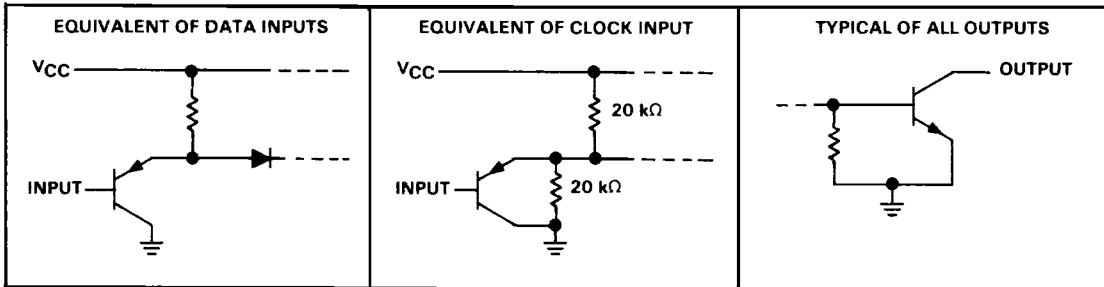 EQUIVALENT OF DATA INPUTS
VCC
INPUT
EQUIVALENT OF CLOCK INPUT
VCC
20 kΩ
INPUT
20 kΩ
TYPICAL OF ALL OUTPUTS
OUTPUT